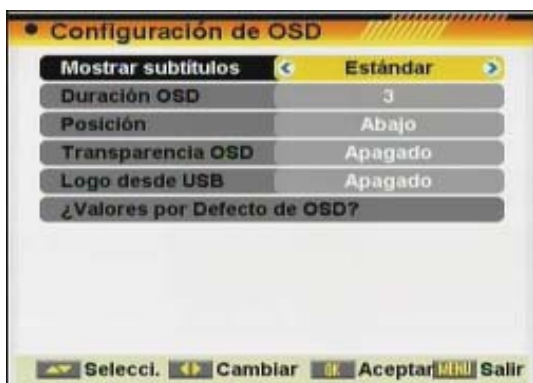 Configuración de OSD
Mostrar subtítulos Estándar
Duración OSD 3
Posición Abajo
Transparencia OSD Apagado
Logo desde USB Apagado
¿Valores por Defecto de OSD?
Selecci. Cambiar OK Aceptar MENU Salir